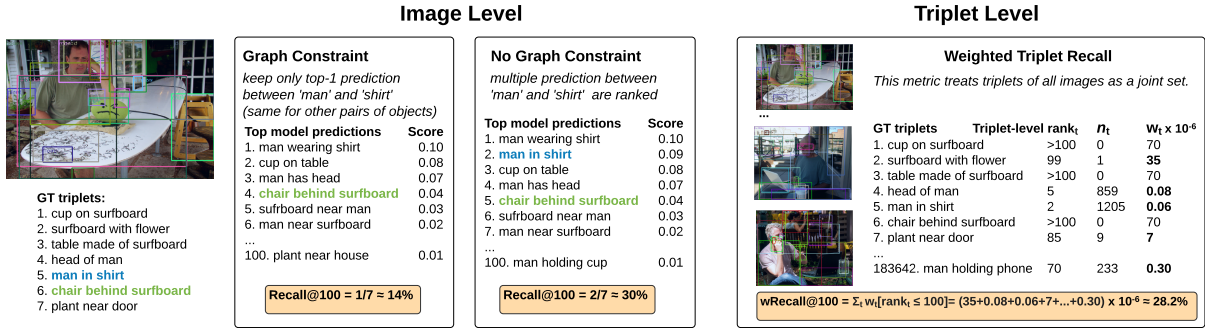 Image Level
Triplet Level
GT triplets:
1. cup on surfboard
2. surfboard with flower
3. table made of surfboard
4. head of man
5. man in shirt
6. chair behind surfboard
7. plant near door
Graph Constraint
keep only top-1 prediction
between 'man' and 'shirt'
(same for other pairs of objects)
Top model predictions Score
1. man wearing shirt 0.10
2. cup on table 0.08
3. man has head 0.07
4. chair behind surfboard 0.04
5. sufrboard near man 0.03
6. man near surfboard 0.02
...
100. plant near house 0.01
Recall@100 = 1/7 ≈ 14%
No Graph Constraint
multiple prediction between
'man' and 'shirt' are ranked
Top model predictions Score
1. man wearing shirt 0.10
2. man in shirt 0.09
3. cup on table 0.08
4. man has head 0.07
5. chair behind surfboard 0.04
6. sufrboard near man 0.03
7. man near surfboard 0.02
...
100. man holding cup 0.01
Recall@100 = 2/7 ≈ 30%
...
Weighted Triplet Recall
This metric treats triplets of all images as a joint set.
GT triplets Triplet-level rankt nt wt x 10-6
1. cup on surfboard >100 0 70
2. surfboard with flower 99 1 35
3. table made of surfboard >100 0 70
4. head of man 5 859 0.08
5. man in shirt 2 1205 0.06
6. chair behind surfboard >100 0 70
7. plant near door 85 9 7
...
183642. man holding phone 70 233 0.30
wRecall@100 = Σt wt[rankt ≤ 100]= (35+0.08+0.06+7+...+0.30) x 10-6 ≈ 28.2%